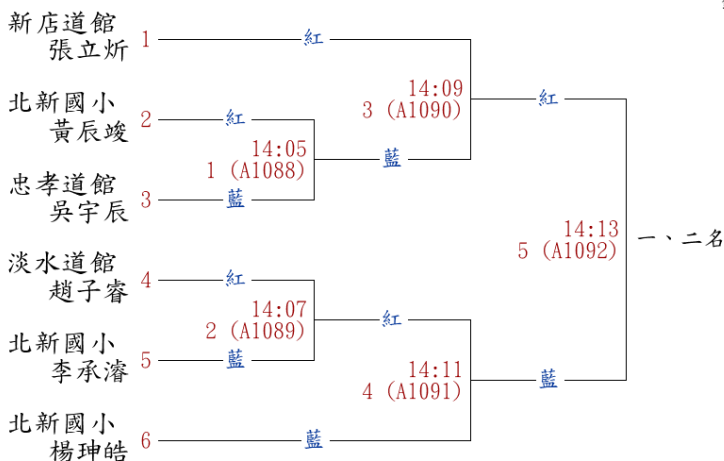 新店道館
張立炘 1
紅
14:09
3 (A1090)
紅
北新國小
黃辰竣 2
紅
14:05
1 (A1088)
藍
忠孝道館
吳宇辰 3
藍
14:13
5 (A1092)
一、二名
淡水道館
趙子睿 4
紅
14:07
2 (A1089)
紅
北新國小
李承濬 5
藍
14:11
4 (A1091)
藍
北新國小
楊珅皓 6
藍